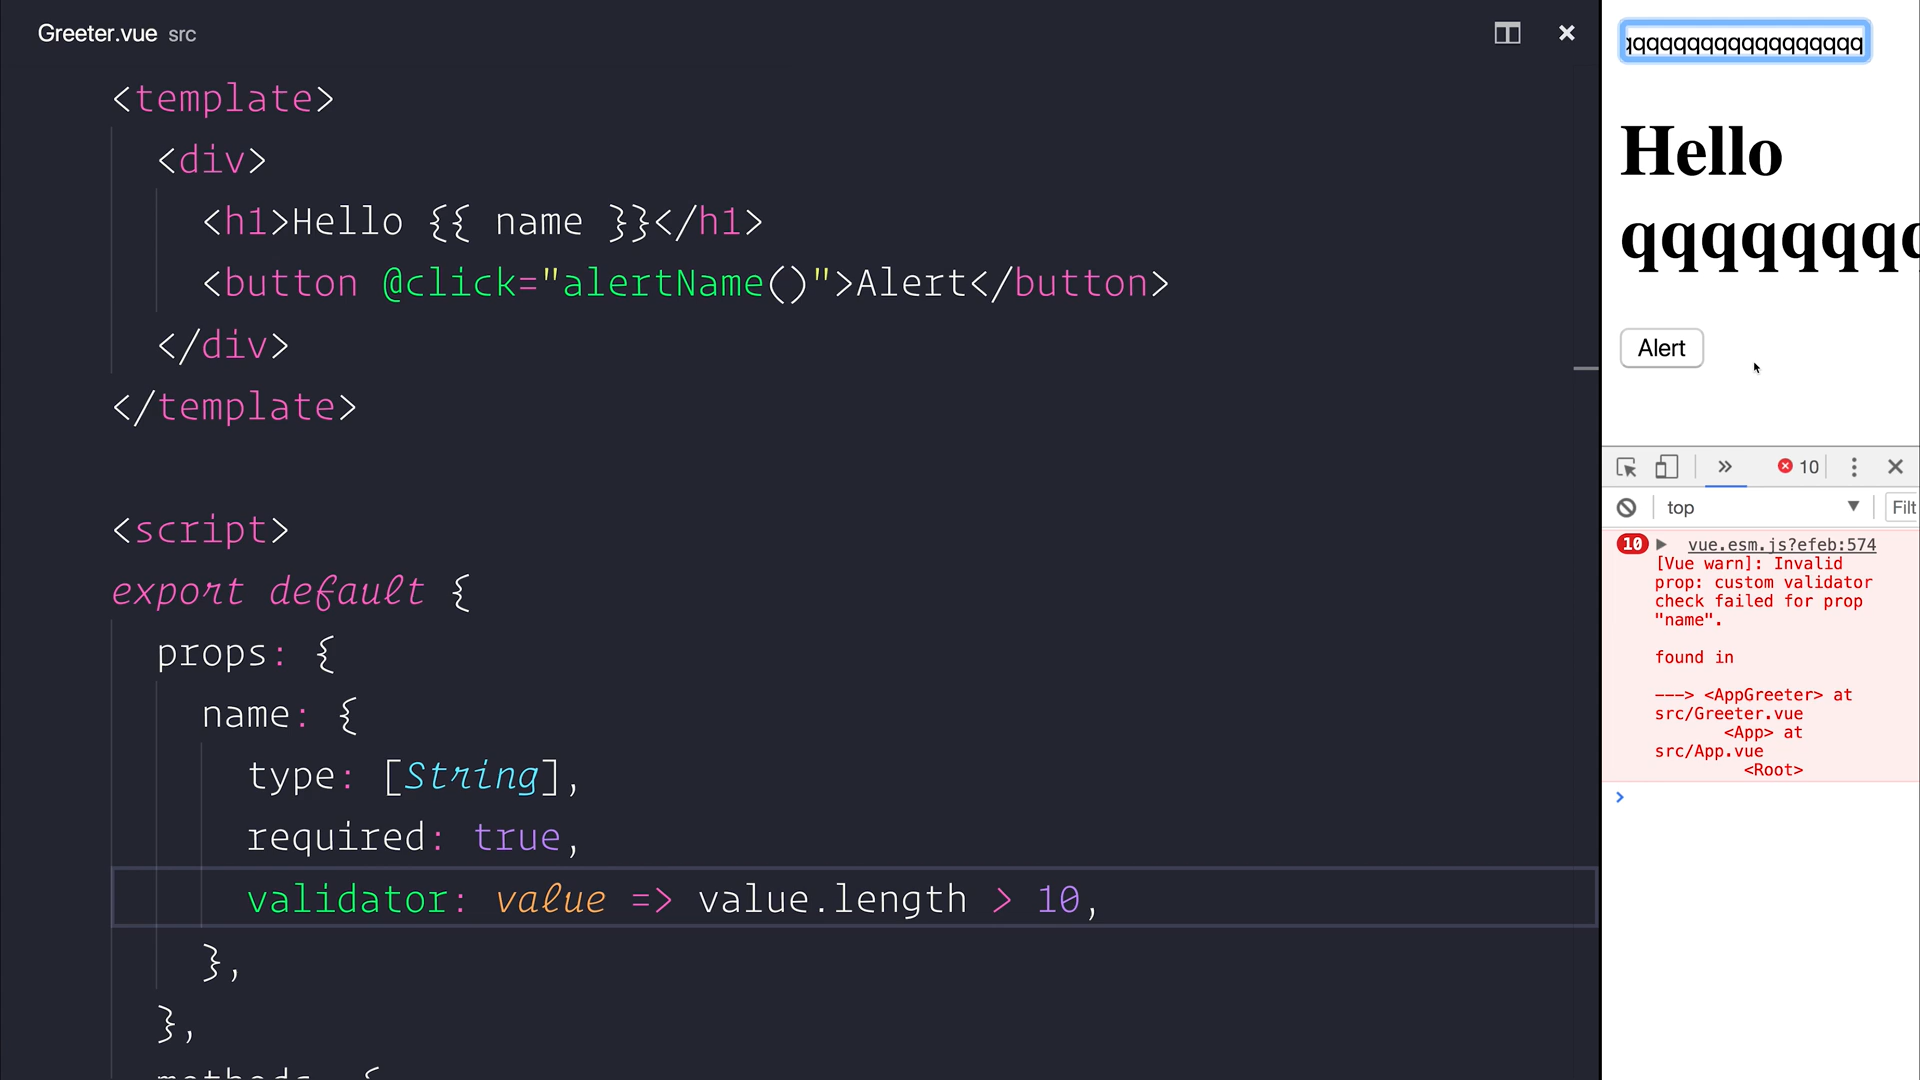 Greeter.vue src
<template>
<div>
<h1>Hello {{ name }}</h1>
<button @click="alertName()">Alert</button>
</div>
</template>
<script>
export default {
props: {
name: {
type: [String],
required: true,
validator: value => value.length > 10,
},
},
qqqqqqqqqqqqqqqqq
Hello
qqqqqqq
Alert
10
top
Filt
10 vue.esm.js?efeb:574
[Vue warn]: Invalid
prop: custom validator
check failed for prop
"name".
found in
---> <AppGreeter> at
src/Greeter.vue
<App> at
src/App.vue
<Root>